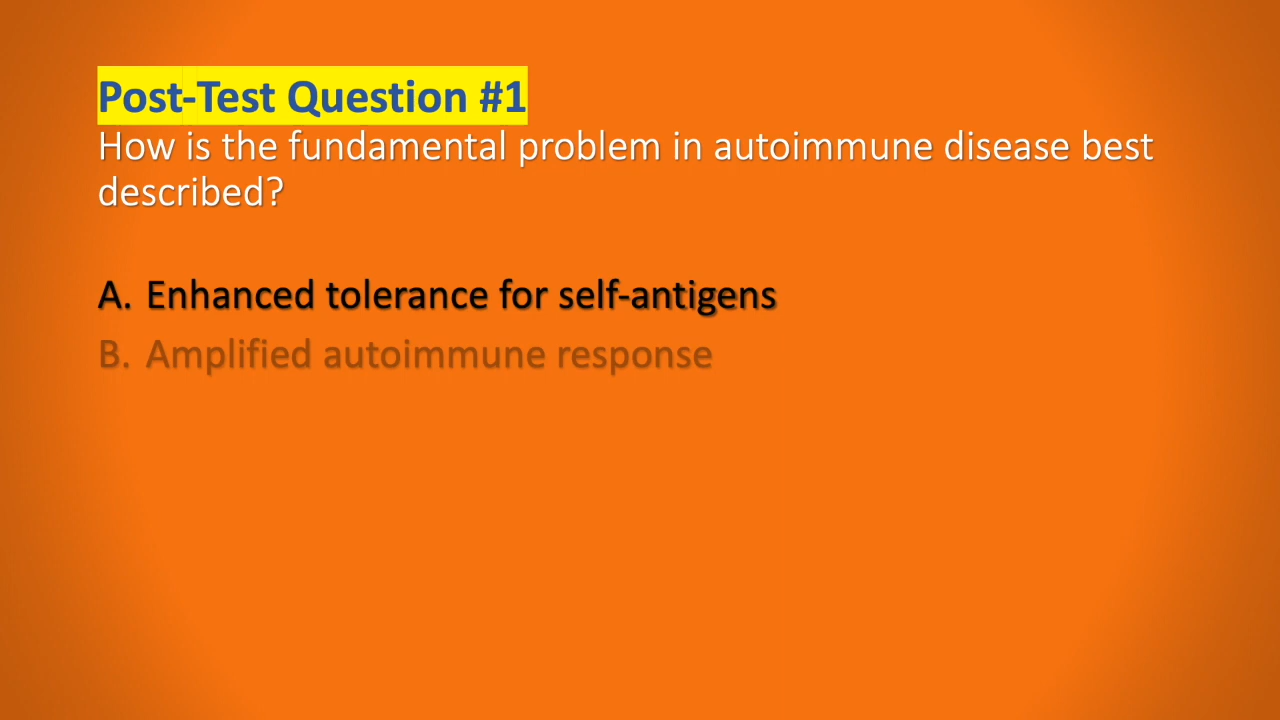 Post-Test Question #1
How is the fundamental problem in autoimmune disease best
described?
A. Enhanced tolerance for self-antigens
B. Amplified autoimmune response